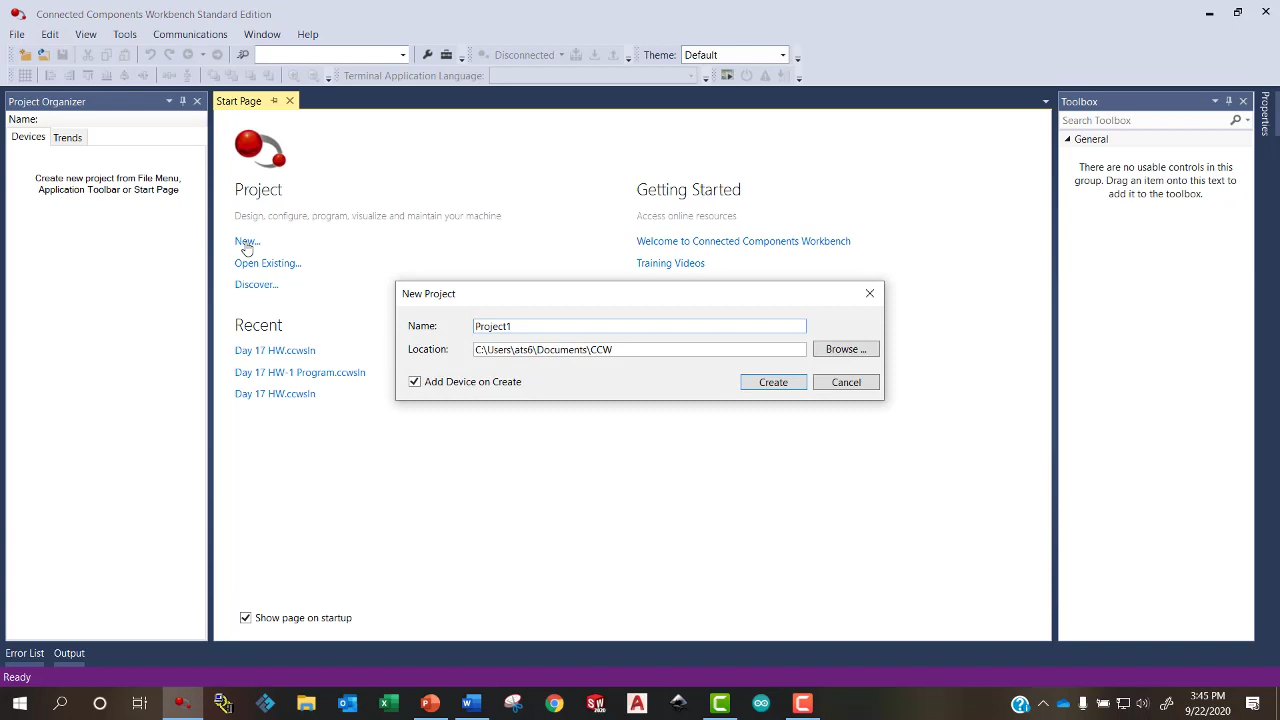 Connected Components Workbench Standard Edition
File Edit View Tools Communications Window Help
Disconnected Theme: Default
Terminal Application Language:
Project Organizer
Name:
Devices Trends
Create new project from File Menu,
Application Toolbar or Start Page
Start Page
Project
Design, configure, program, visualize and maintain your machine
New...
Open Existing...
Discover...
Recent
Day 17 HW.ccwsln
Day 17 HW-1 Program.ccwsln
Day 17 HW.ccwsln
Getting Started
Access online resources
Welcome to Connected Components Workbench
Training Videos
New Project
Name: Project1
Location: C:\Users\ats6\Documents\CCW Browse ...
Add Device on Create Create Cancel
Show page on startup
Toolbox
Search Toolbox
General
There are no usable controls in this
group. Drag an item onto this text to
add it to the toolbox.
Properties
Error List Output
Ready
3:45 PM
9/22/2020